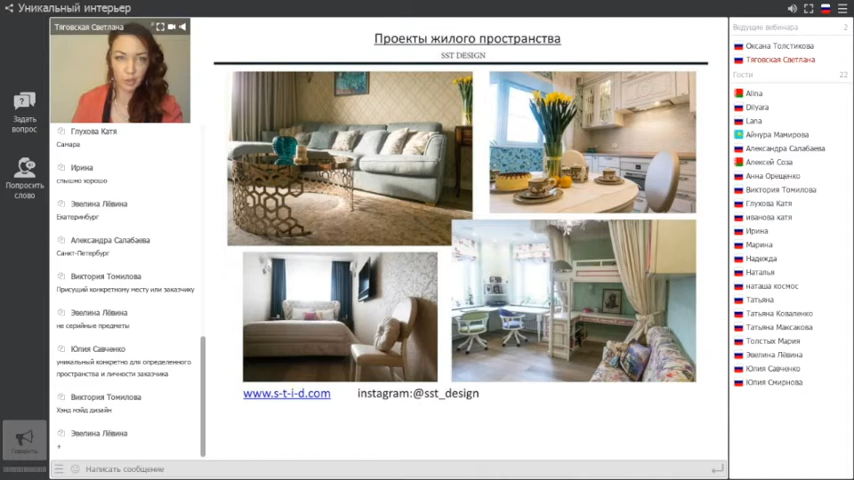 Уникальный интерьер
Задать
вопрос
Попросить
слово
Говорить
Тяговская Светлана
Глухова Катя
Самара
Ирина
слышно хорошо
Эвелина Лёвина
Екатеринбург
Александра Салабаева
Санкт-Петербург
Виктория Томилова
Присущий конкретному месту или заказчику
Эвелина Лёвина
не серийные предметы
Юлия Савченко
уникальный конкретно для определенного
пространства и личности заказчика
Виктория Томилова
Хэнд мэйд дизайн
Эвелина Лёвина
+
Написать сообщение
Проекты жилого пространства
SST DESIGN
www.s-t-i-d.com instagram:@sst_design
Ведущие вебинара 2
Оксана Толстикова
Тяговская Светлана
Гости 22
Alina
Dilyara
Lana
Айнура Мамирова
Александра Салабаева
Алексей Соза
Анна Орещенко
Виктория Томилова
Глухова Катя
иванова катя
Ирина
Марина
Надежда
Наталья
наташа космос
Татьяна
Татьяна Коваленко
Татьяна Максакова
Толстых Мария
Эвелина Лёвина
Юлия Савченко
Юлия Смирнова